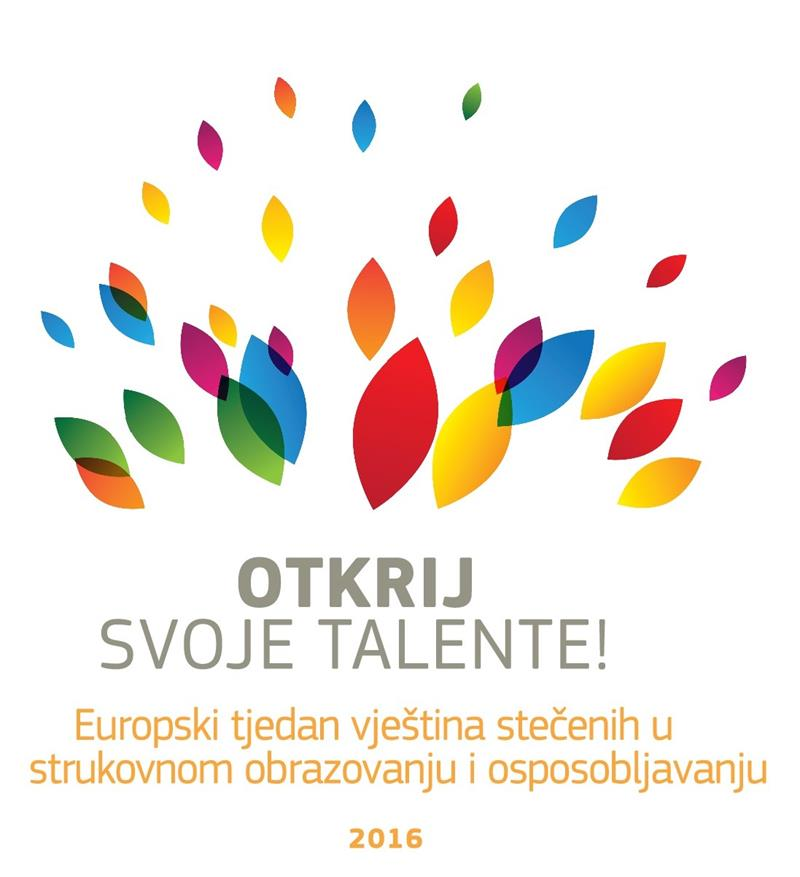 OTKRIJ
SVOJE TALENTE!
Europski tjedan vještina stečenih u
strukovnom obrazovanju i osposobljavanju
2016